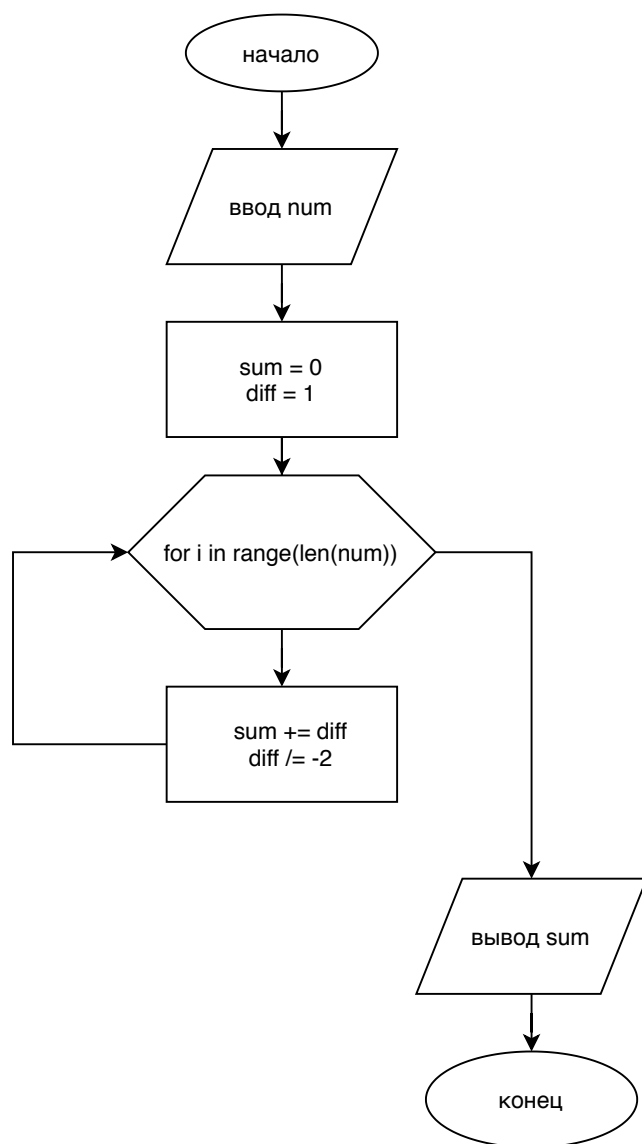 начало
ввод num
sum = 0
diff = 1
for i in range(len(num))
sum += diff
diff /= -2
вывод sum
конец